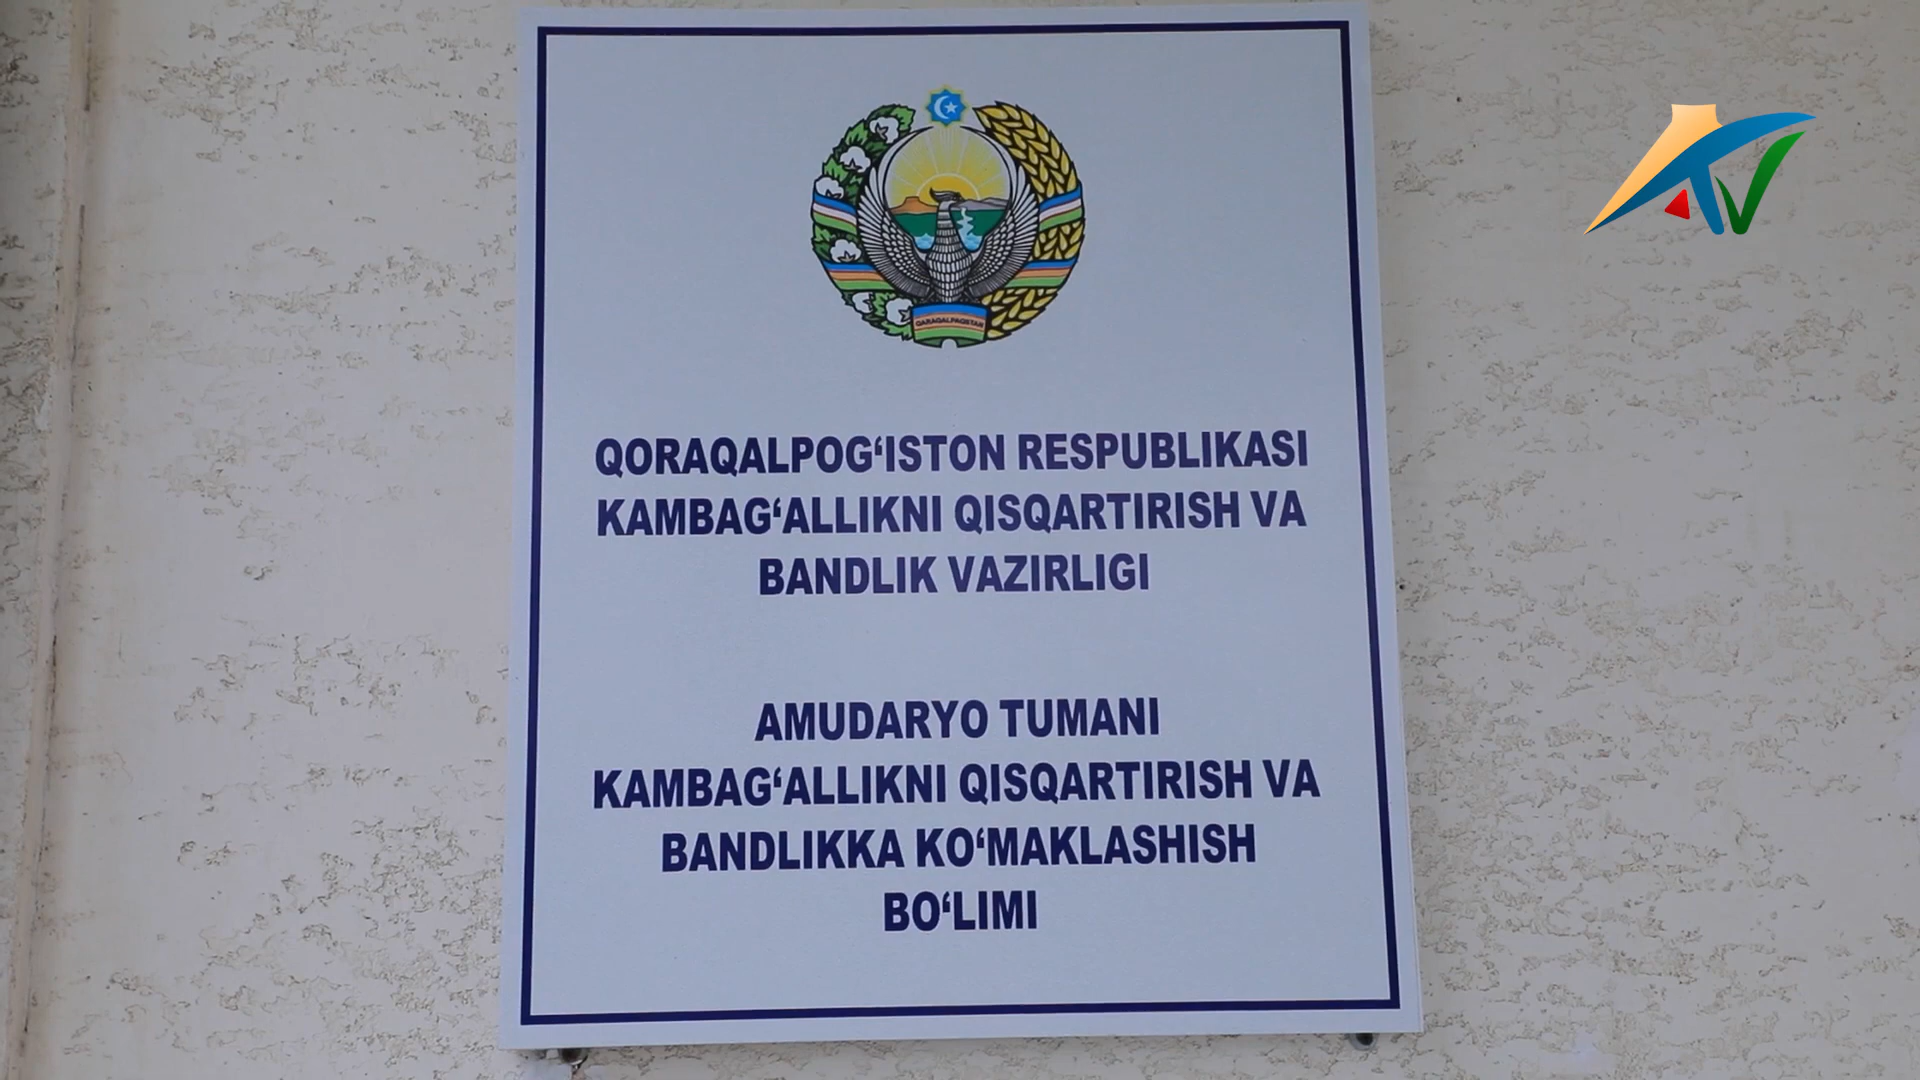 QARAQALPAQSTAN
QORAQALPOG‘ISTON RESPUBLIKASI
KAMBAG‘ALLIKNI QISQARTIRISH VA
BANDLIK VAZIRLIGI
AMUDARYO TUMANI
KAMBAG‘ALLIKNI QISQARTIRISH VA
BANDLIKKA KO‘MAKLASHISH
BO‘LIMI